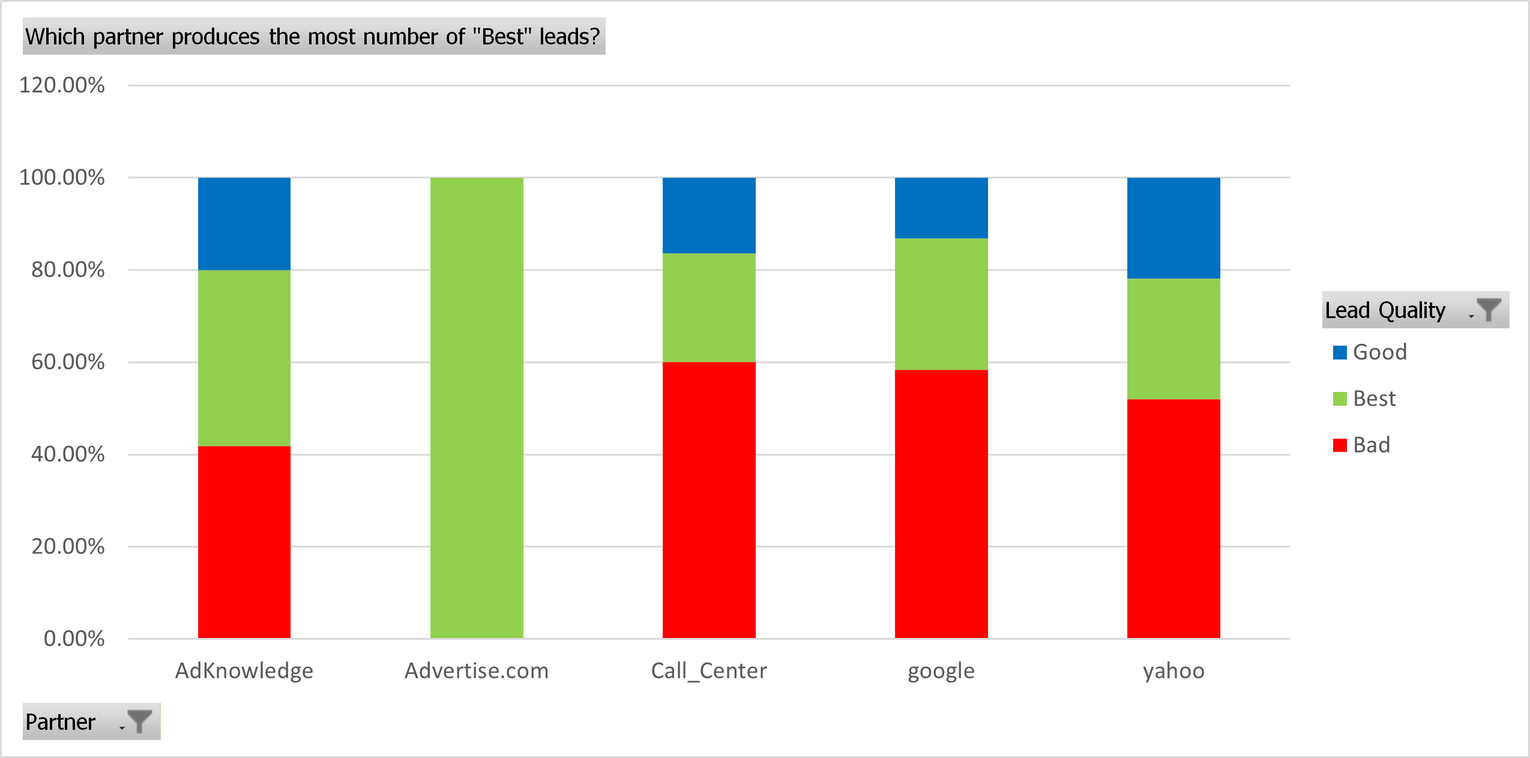 Which partner produces the most number of "Best" leads?
120.00%
100.00%
80.00%
60.00%
40.00%
20.00%
0.00%
AdKnowledge Advertise.com Call_Center google yahoo
Lead Quality
Good
Best
Bad
Partner